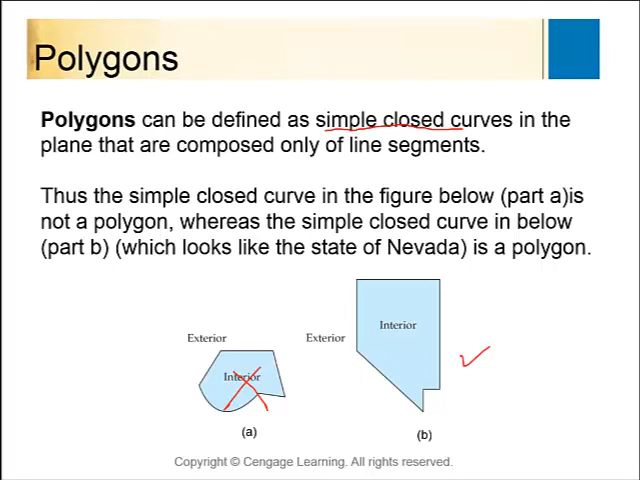 Polygons
Polygons can be defined as simple closed curves in the
plane that are composed only of line segments.
Thus the simple closed curve in the figure below (part a)is
not a polygon, whereas the simple closed curve in below
(part b) (which looks like the state of Nevada) is a polygon.
Exterior
Interior
(a)
Exterior
Interior
(b)
Copyright © Cengage Learning. All rights reserved.